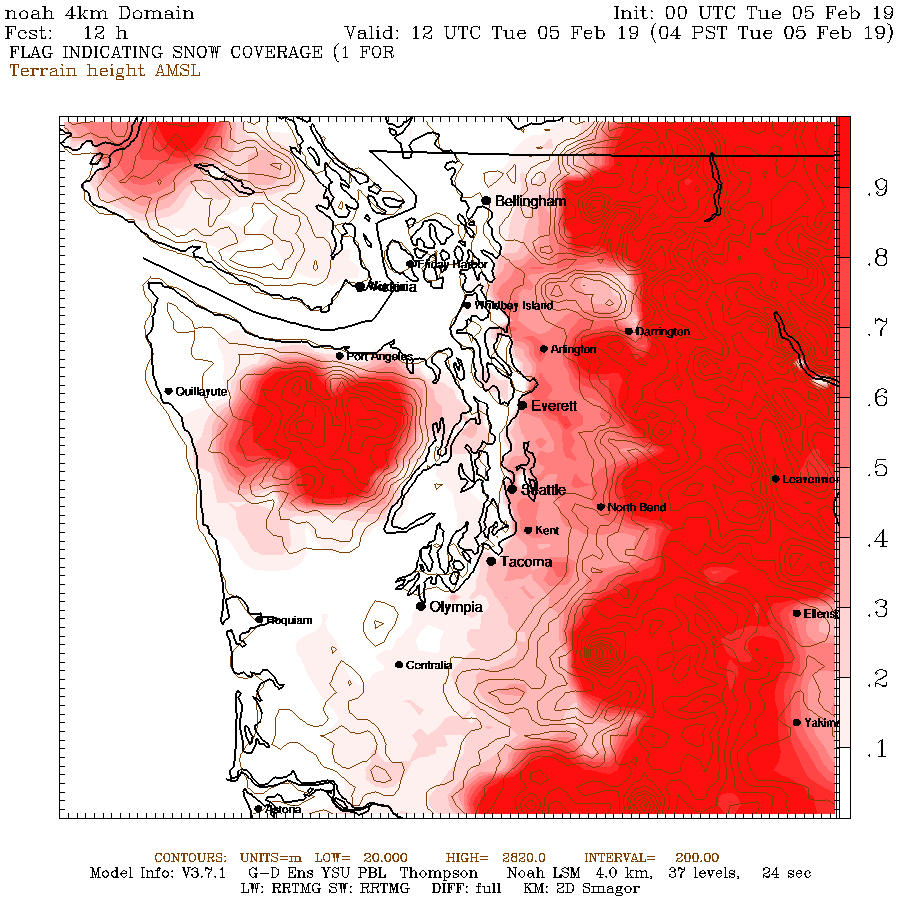 noah 4km Domain Init: 00 UTC Tue 05 Feb 19
Fcst: 12 h Valid: 12 UTC Tue 05 Feb 19 (04 PST Tue 05 Feb 19)
FLAG INDICATING SNOW COVERAGE (1 FOR
Terrain height AMSL
.9
Bellingham
.8
Friday Harbor
Whidbey Island
.7
Darrington
Arlington
Port Angeles
Quillayute
.6
Everett
.5
Leavenwor
Seattle
North Bend
Kent
.4
Tacoma
.3
Olympia
Ellens
Hoquiam
Centralia
.2
Yakim
.1
Astoria
CONTOURS: UNITS=m LOW= 20.000 HIGH= 2820.0 INTERVAL= 200.00
Model Info: V3.7.1 G-D Ens YSU PBL Thompson Noah LSM 4.0 km, 37 levels, 24 sec
LW: RRTMG SW: RRTMG DIFF: full KM: 2D Smagor